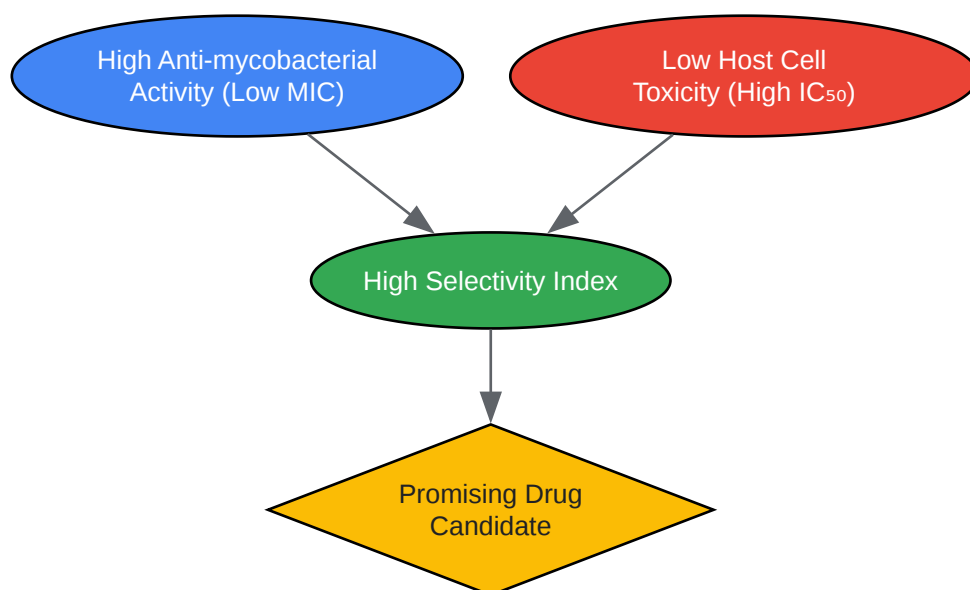 High Anti-mycobacterial
Activity (Low MIC)
Low Host Cell
Toxicity (High IC₅₀)
High Selectivity Index
Promising Drug
Candidate